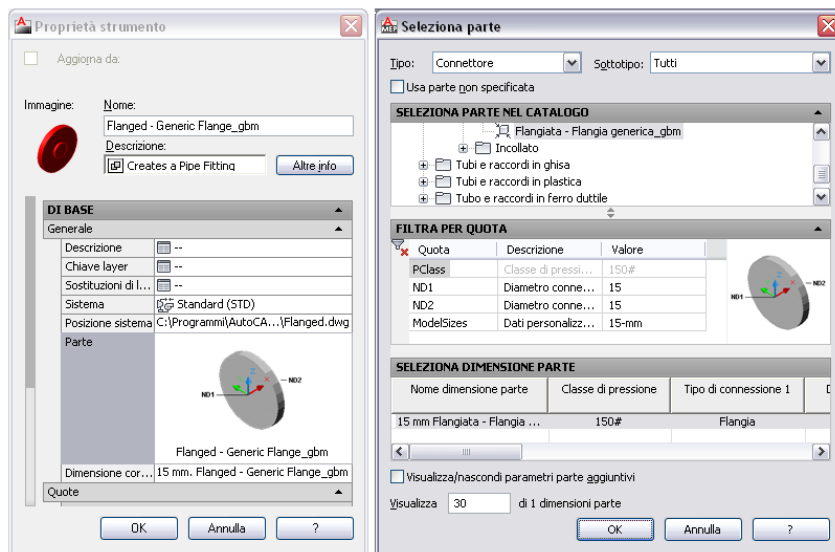 Proprietà strumento
Aggiorna da:
Immagine:
Nome:
Flanged - Generic Flange_gbm
Descrizione:
Creates a Pipe Fitting
Altre info
DI BASE
Generale
Descrizione --
Chiave layer --
Sostituzioni di l... --
Sistema Standard (STD)
Posizione sistema C:\Programmi\AutoCA...\Flanged.dwg
Parte
ND1
ND2
Z
X
Flanged - Generic Flange_gbm
Dimensione cor... 15 mm. Flanged - Generic Flange_gbm
Quote
OK Annulla ?
MEP
Seleziona parte
Tipo: Connettore Sottotipo: Tutti
Usa parte non specificata
SELEZIONA PARTE NEL CATALOGO
Flangiata - Flangia generica_gbm
Incollato
Tubi e raccordi in ghisa
Tubi e raccordi in plastica
Tubo e raccordi in ferro duttile
FILTRA PER QUOTA
Quota Descrizione Valore
PClass Classe di pressi... 150#
ND1 Diametro conne... 15
ND2 Diametro conne... 15
ModelSizes Dati personalizz... 15-mm
ND1
ND2
Z
X
SELEZIONA DIMENSIONE PARTE
Nome dimensione parte Classe di pressione Tipo di connessione 1 D
15 mm Flangiata - Flangia ... 150# Flangia
Visualizza/nascondi parametri parte aggiuntivi
Visualizza 30 di 1 dimensioni parte
OK Annulla ?